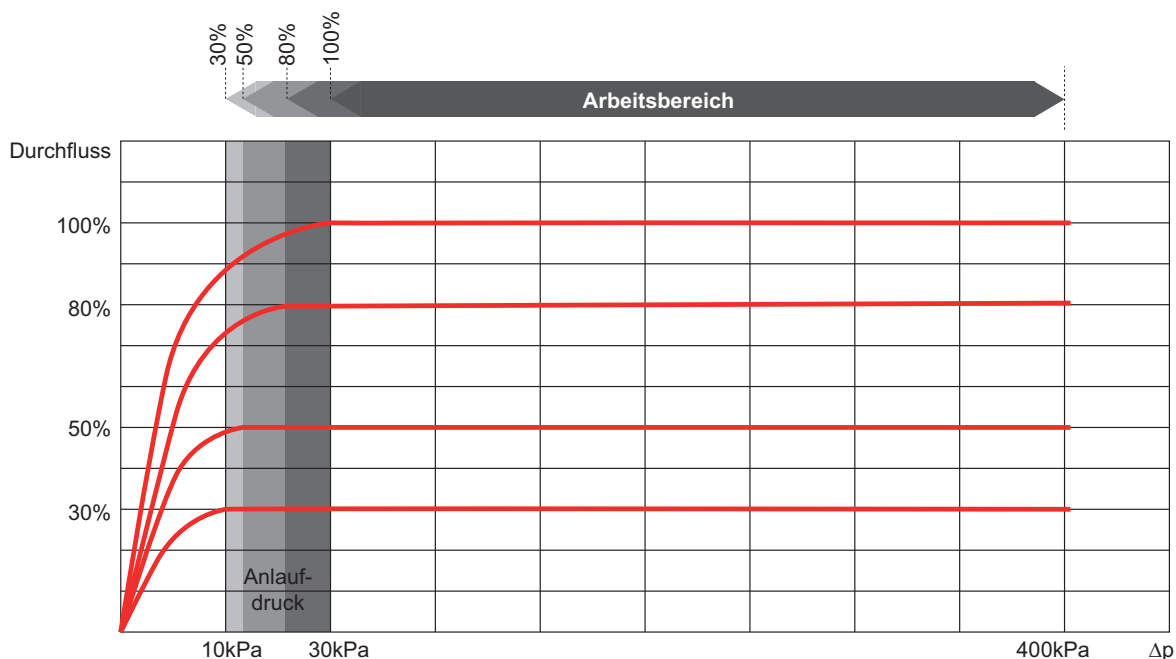 30%
50%
80%
100%
Arbeitsbereich
Durchfluss
100%
80%
50%
30%
Anlauf-
druck
10kPa
30kPa
400kPa
Δp